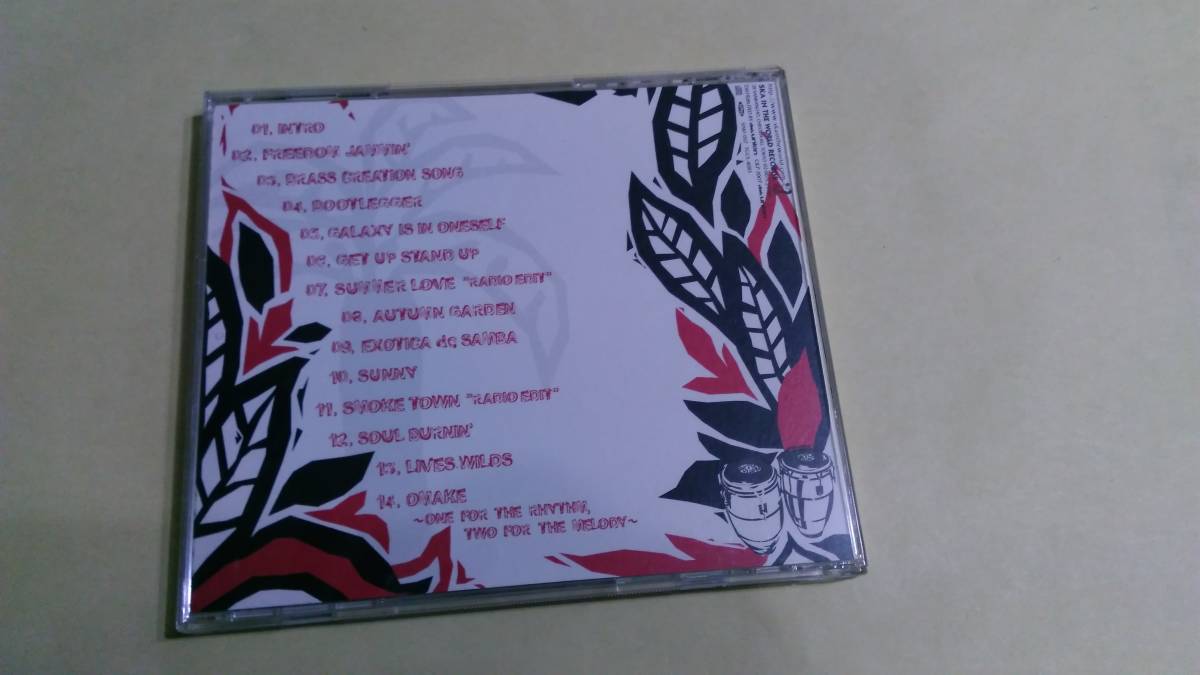 01. INTRO
02. FREEDOM JAMMIN'
03. BRASS CREATION SONG
04. BOOTLEGGER
05. GALAXY IS IN ONESELF
06. GET UP STAND UP
07. SUMMER LOVE "RADIO EDIT"
08. AUTUMN GARDEN
09. EXOTICA de SAMBA
10. SUNNY
11. SMOKE TOWN "RADIO EDIT"
12. SOUL BURNIN'
13. LIVES WILDS
14. OMAKE
~ONE FOR THE RHYTHM,
TWO FOR THE MELODY~
SKA IN THE WORLD RECORDS
DISTRIBUTED BY